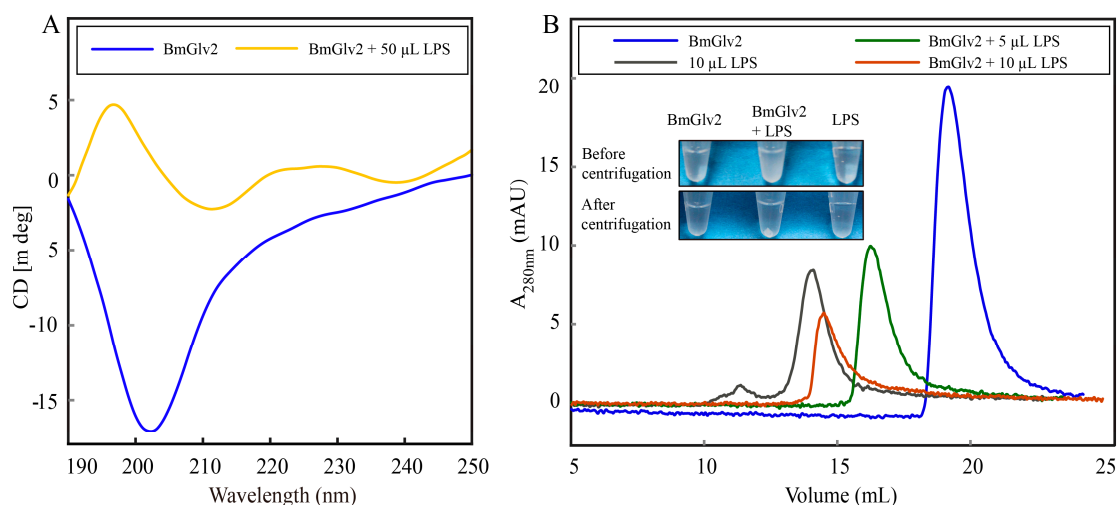 A
BmGlv2
BmGlv2 + 50 µL LPS
5
0
5
-10
-15
CD [m deg]
190 200 210 220 230 240 250
Wavelength (nm)
B
BmGlv2
BmGlv2 + 5 µL LPS
10 µL LPS
BmGlv2 + 10 µL LPS
20
15
10
5
0
A280nm (mAU)
BmGlv2
BmGlv2
+ LPS
LPS
Before
centrifugation
After
centrifugation
5 10 15 20 25
Volume (mL)